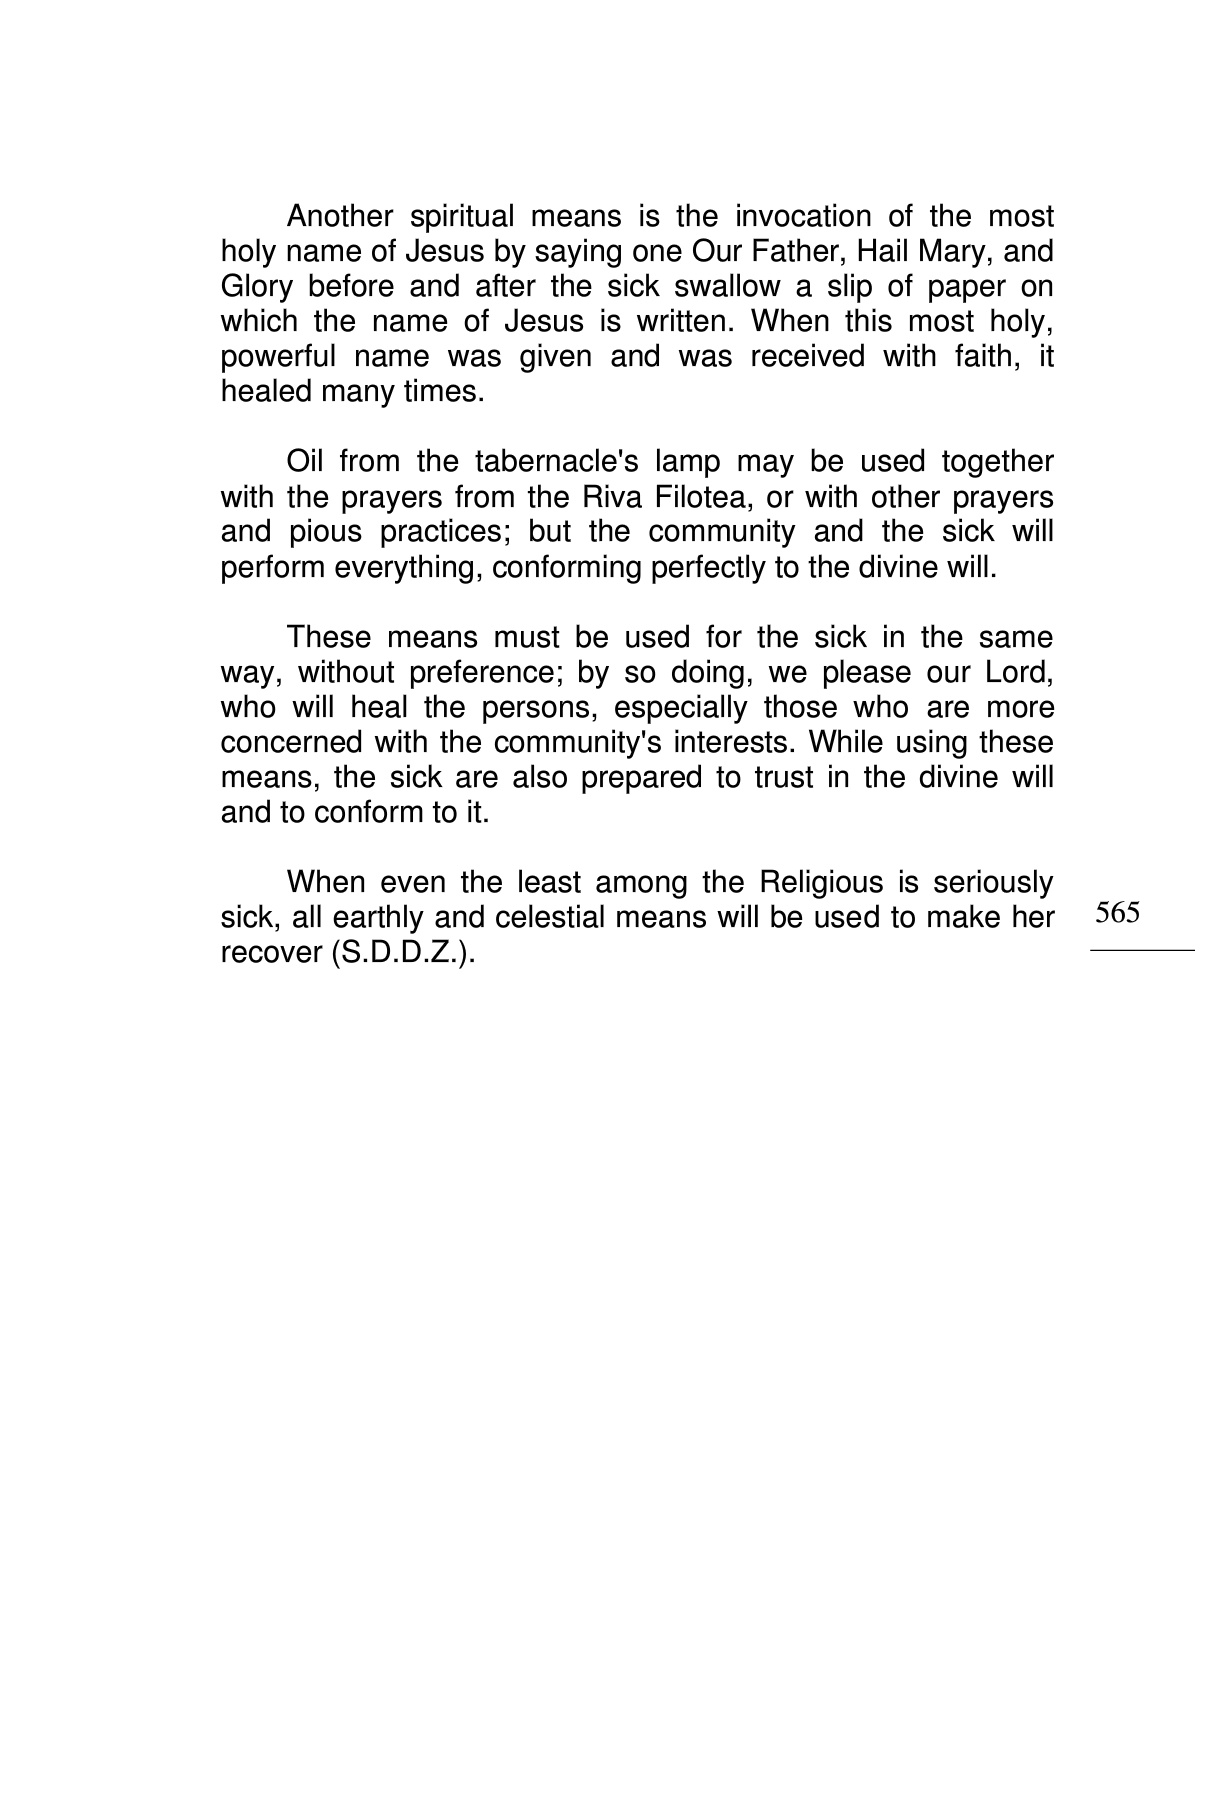 Another spiritual means is the invocation of the most
holy name of Jesus by saying one Our Father, Hail Mary, and
Glory before and after the sick swallow a slip of paper on
which the name of Jesus is written. When this most holy,
powerful name was given and was received with faith, it
healed many times.
Oil from the tabernacle's lamp may be used together
with the prayers from the Riva Filotea, or with other prayers
and pious practices; but the community and the sick will
perform everything, conforming perfectly to the divine will.
These means must be used for the sick in the same
way, without preference; by so doing, we please our Lord,
who will heal the persons, especially those who are more
concerned with the community's interests. While using these
means, the sick are also prepared to trust in the divine will
and to conform to it.
When even the least among the Religious is seriously
sick, all earthly and celestial means will be used to make her
recover (S.D.D.Z.).
565